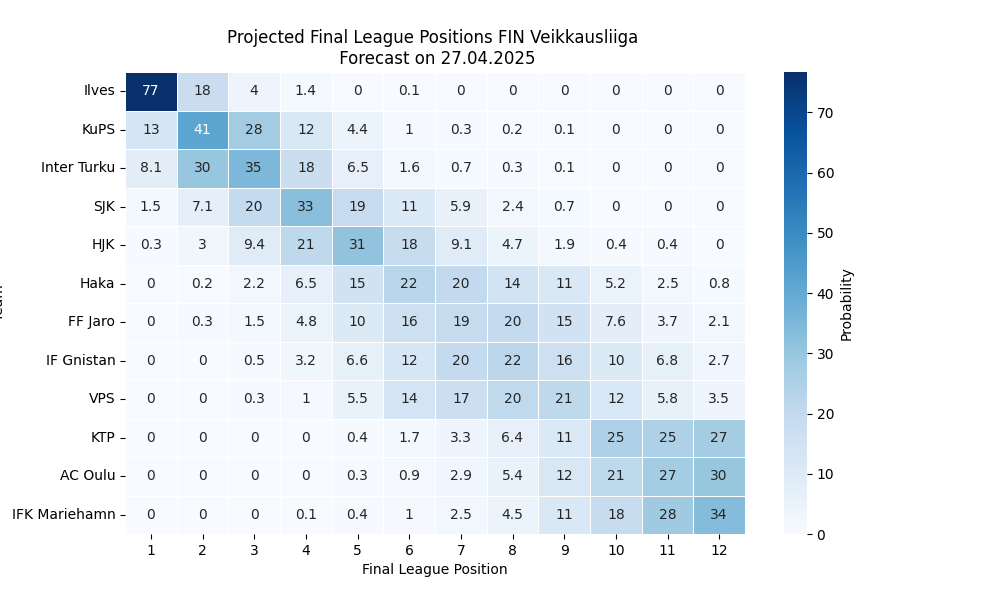 Projected Final League Positions FIN Veikkausliiga
Forecast on 27.04.2025
Ilves 77 18 4 1.4 0 0.1 0 0 0 0 0 0
KuPS 13 41 28 12 4.4 1 0.3 0.2 0.1 0 0 0
Inter Turku 8.1 30 35 18 6.5 1.6 0.7 0.3 0.1 0 0 0
SJK 1.5 7.1 20 33 19 11 5.9 2.4 0.7 0 0 0
HJK 0.3 3 9.4 21 31 18 9.1 4.7 1.9 0.4 0.4 0
Haka 0 0.2 2.2 6.5 15 22 20 14 11 5.2 2.5 0.8
FF Jaro 0 0.3 1.5 4.8 10 16 19 20 15 7.6 3.7 2.1
IF Gnistan 0 0 0.5 3.2 6.6 12 20 22 16 10 6.8 2.7
VPS 0 0 0.3 1 5.5 14 17 20 21 12 5.8 3.5
KTP 0 0 0 0 0.4 1.7 3.3 6.4 11 25 25 27
AC Oulu 0 0 0 0 0.3 0.9 2.9 5.4 12 21 27 30
IFK Mariehamn 0 0 0 0.1 0.4 1 2.5 4.5 11 18 28 34
1 2 3 4 5 6 7 8 9 10 11 12
Final League Position
70
60
50
40
30
20
10
0
Probability